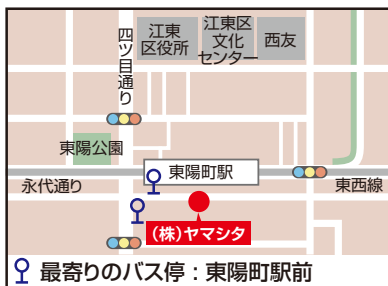 四ツ目通り
江東
区役所
江東区
文化
センター
西友
東陽公園
東陽町駅
永代通り
東西線
(株)ヤマシタ
最寄りのバス停：東陽町駅前